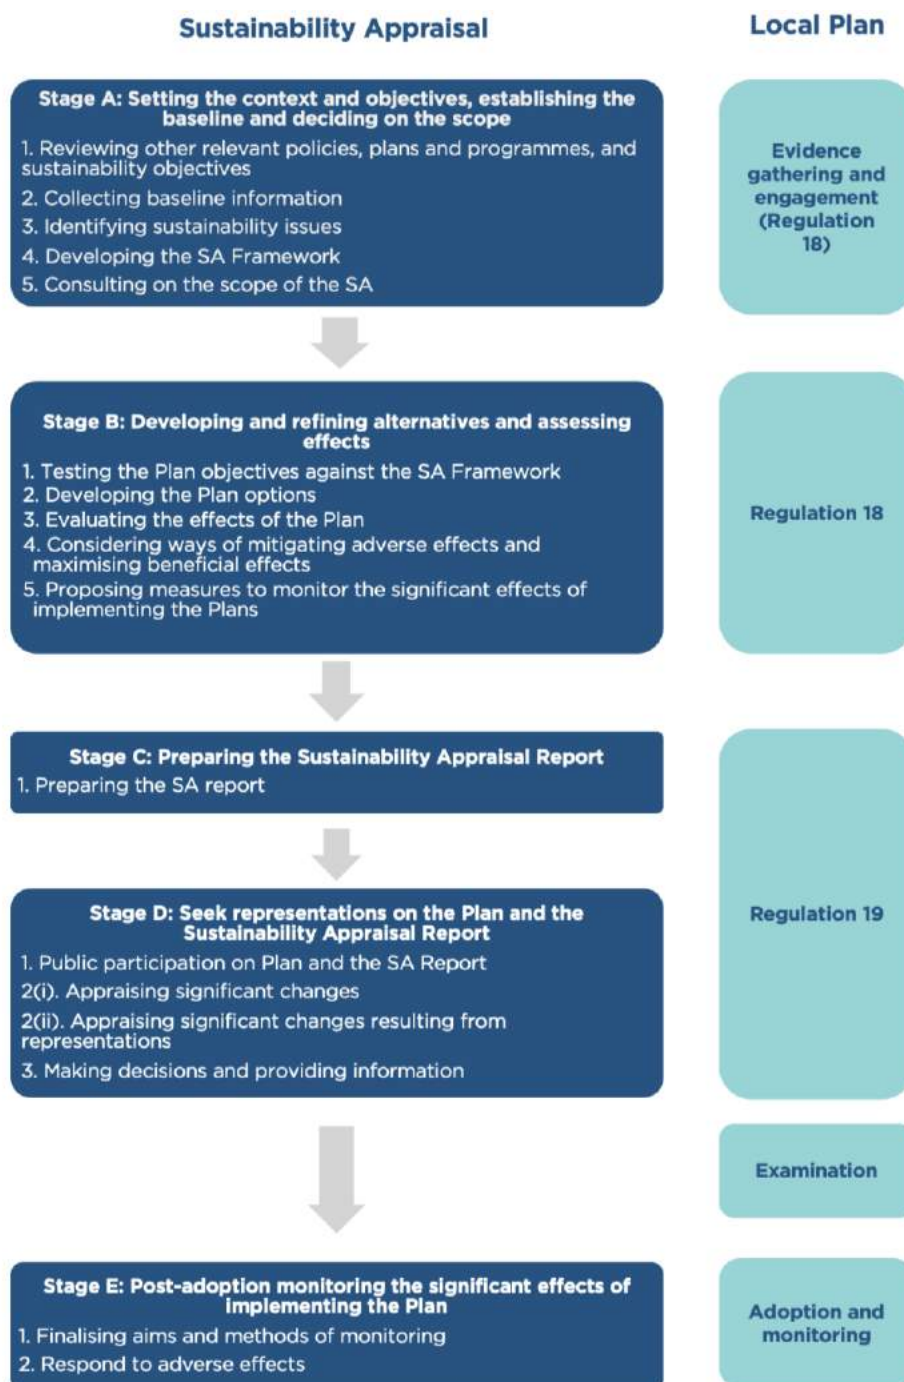 Sustainability Appraisal
Local Plan
Stage A: Setting the context and objectives, establishing the
baseline and deciding on the scope
1. Reviewing other relevant policies, plans and programmes, and
sustainability objectives
2. Collecting baseline information
3. Identifying sustainability issues
4. Developing the SA Framework
5. Consulting on the scope of the SA
Evidence
gathering and
engagement
(Regulation
18)
Stage B: Developing and refining alternatives and assessing
effects
1. Testing the Plan objectives against the SA Framework
2. Developing the Plan options
3. Evaluating the effects of the Plan
4. Considering ways of mitigating adverse effects and
maximising beneficial effects
5. Proposing measures to monitor the significant effects of
implementing the Plans
Regulation 18
Stage C: Preparing the Sustainability Appraisal Report
1. Preparing the SA report
Stage D: Seek representations on the Plan and the
Sustainability Appraisal Report
1. Public participation on Plan and the SA Report
2(i). Appraising significant changes
2(ii). Appraising significant changes resulting from
representations
3. Making decisions and providing information
Regulation 19
Examination
Stage E: Post-adoption monitoring the significant effects of
implementing the Plan
1. Finalising aims and methods of monitoring
2. Respond to adverse effects
Adoption and
monitoring